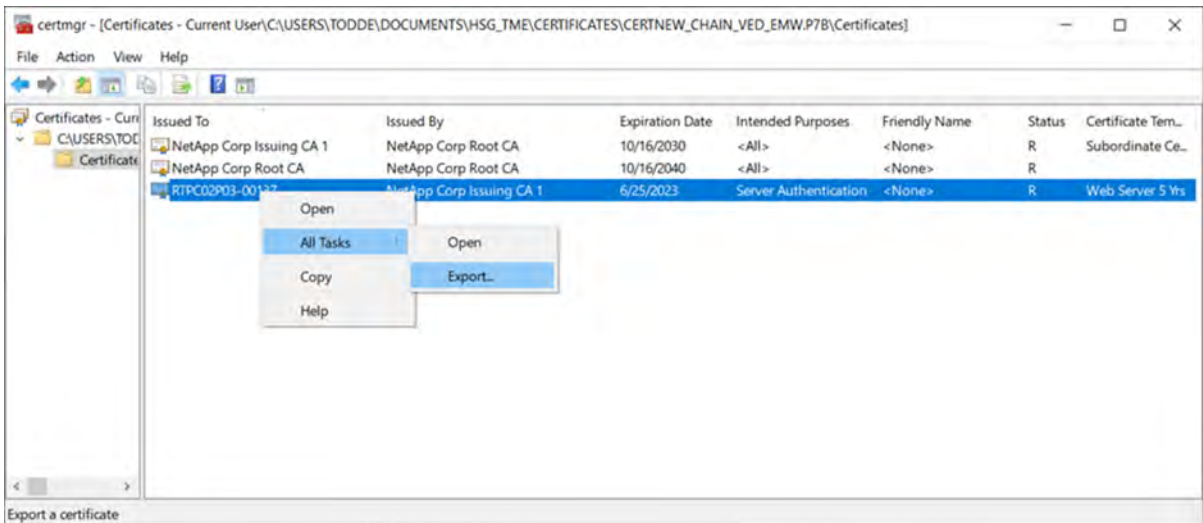 certmgr - [Certificates - Current User\C:\USERS\TODDE\DOCUMENTS\HSG_TME\CERTIFICATES\CERTNEW_CHAIN_VED_EMW.P7B\Certificates]
File Action View Help
Certificates - Curr
C:\USERS\TOD
Certificate
Issued To Issued By Expiration Date Intended Purposes Friendly Name Status Certificate Tem...
NetApp Corp Issuing CA 1 NetApp Corp Root CA 10/16/2030 <All> <None> R Subordinate Ce...
NetApp Corp Root CA NetApp Corp Root CA 10/16/2040 <All> <None> R
RTPC02P03-00137 NetApp Corp Issuing CA 1 6/25/2023 Server Authentication <None> R Web Server 5 Yrs
Open
All Tasks
Copy
Help
Open
Export...
Export a certificate